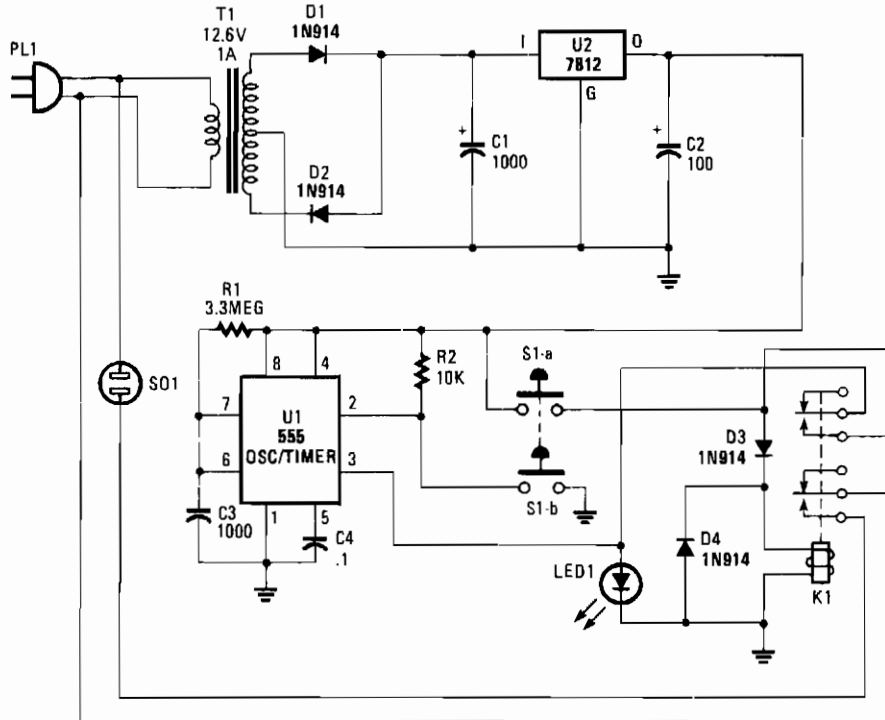 PL1
T1
12.6V
1A
D1
1N914
D2
1N914
I
U2
7812
O
G
+
C1
1000
+
C2
100
R1
3.3MEG
SO1
8
4
7
6
U1
555
OSC/TIMER
2
3
1
5
R2
10K
C3
1000
C4
.1
S1-a
S1-b
LED1
D3
1N914
D4
1N914
K1